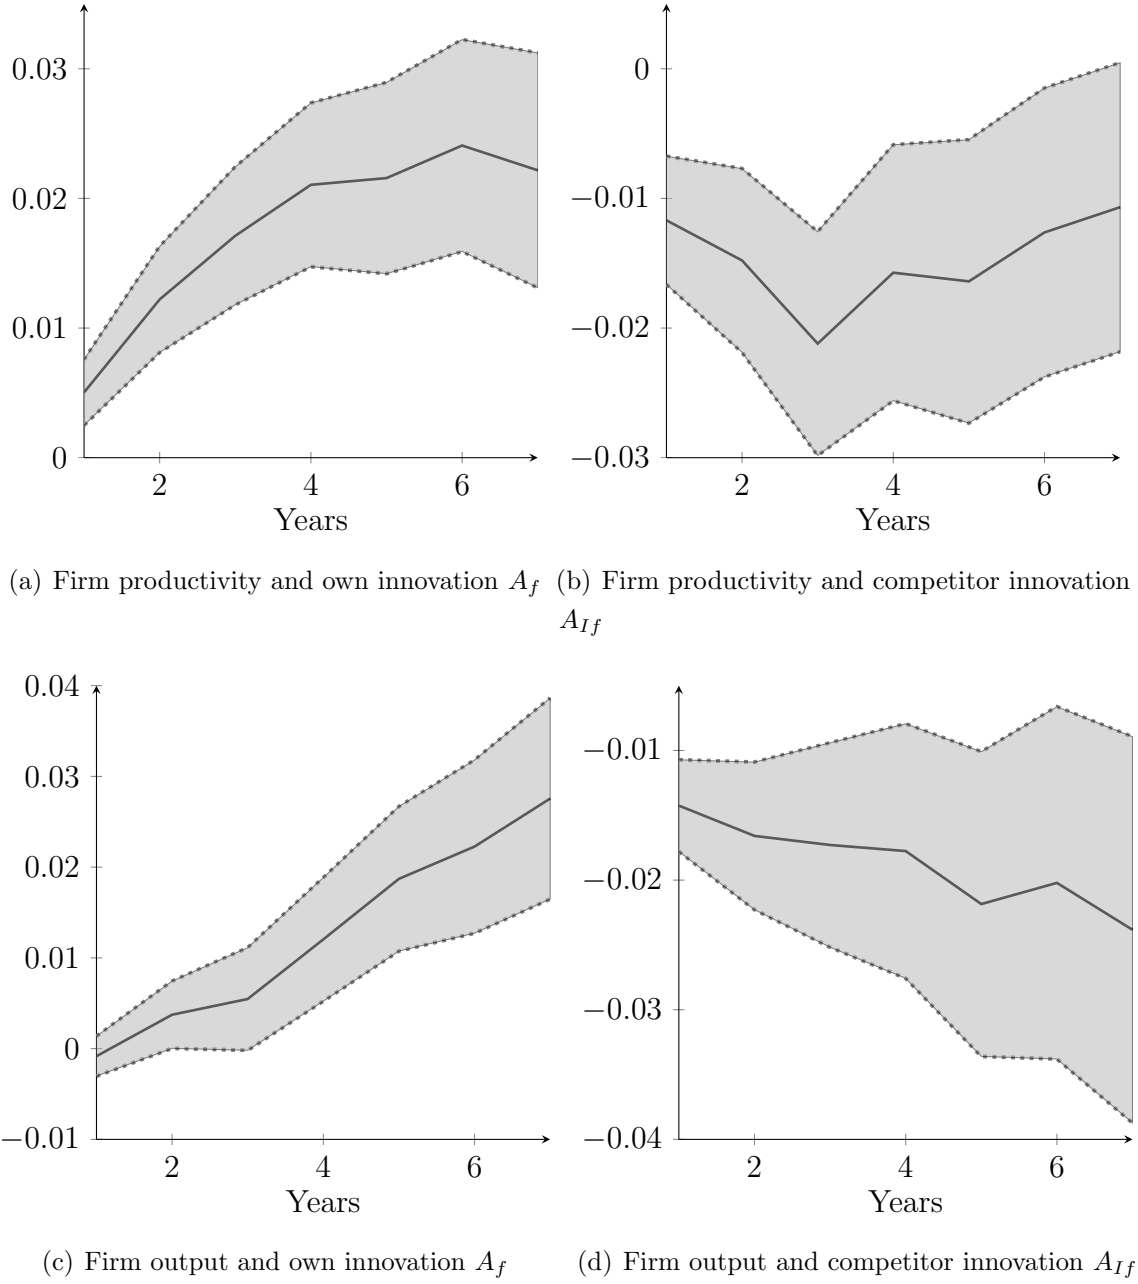 0.03
0.02
0.01
0
2 4 6
Years
0
−0.01
−0.02
−0.03
2 4 6
Years
(a) Firm productivity and own innovation A_f
(b) Firm productivity and competitor innovation
A_{If}
0.04
0.03
0.02
0.01
0
−0.01
2 4 6
Years
−0.01
−0.02
−0.03
−0.04
2 4 6
Years
(c) Firm output and own innovation A_f
(d) Firm output and competitor innovation A_{If}